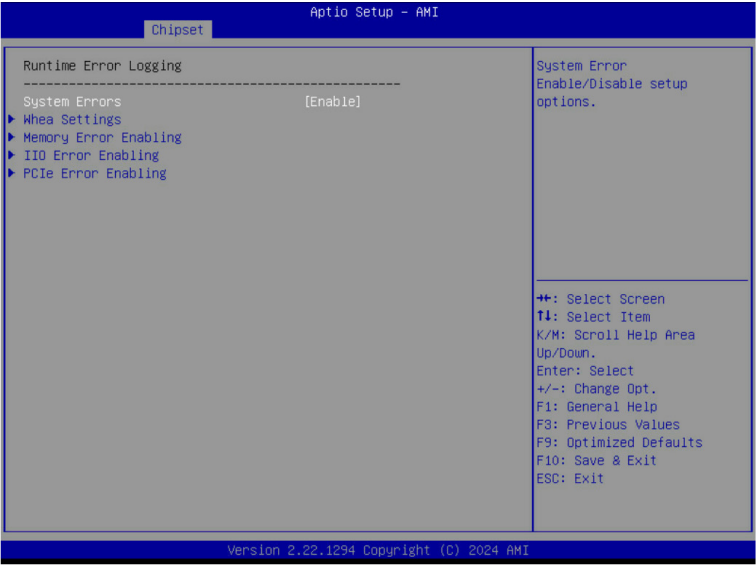 Aptio Setup - AMI
Chipset
Runtime Error Logging
------------------------------------------------
System Errors [Enable]
Whea Settings
Memory Error Enabling
IIO Error Enabling
PCIe Error Enabling
System Error
Enable/Disable setup
options.
→←: Select Screen
↑↓: Select Item
K/M: Scroll Help Area
Up/Down.
Enter: Select
+/-: Change Opt.
F1: General Help
F3: Previous Values
F9: Optimized Defaults
F10: Save & Exit
ESC: Exit
Version 2.22.1294 Copyright (C) 2024 AMI